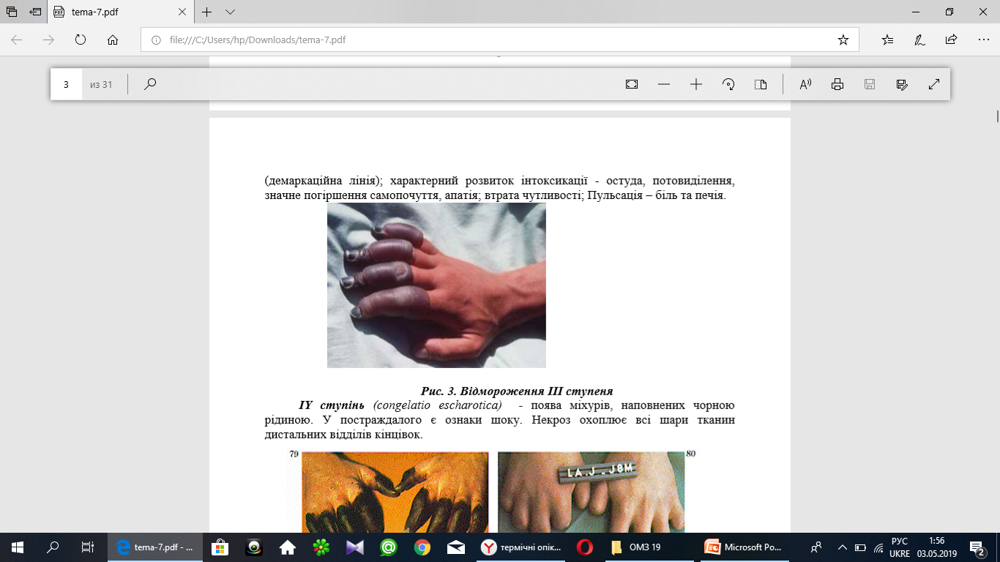 tema-7.pdf
file:///C:/Users/hp/Downloads/tema-7.pdf
3 из 31
(демаркаційна лінія); характерний розвиток інтоксикації - остуда, потовиділення,
значне погіршення самопочуття, апатія; втрата чутливості; Пульсація – біль та печія.
Рис. 3. Відмороження III ступеня
IY ступінь (congelatio escharotica) - поява міхурів, наповнених чорною
рідиною. У постраждалого є ознаки шоку. Некроз охоплює всі шари тканин
дистальних відділів кінцівок.
79
80
LA.J - J8M
tema-7.pdf - ...
термічні опік...
ОМЗ 19
Microsoft Po...
РУС
UKRE
1:56
03.05.2019
2